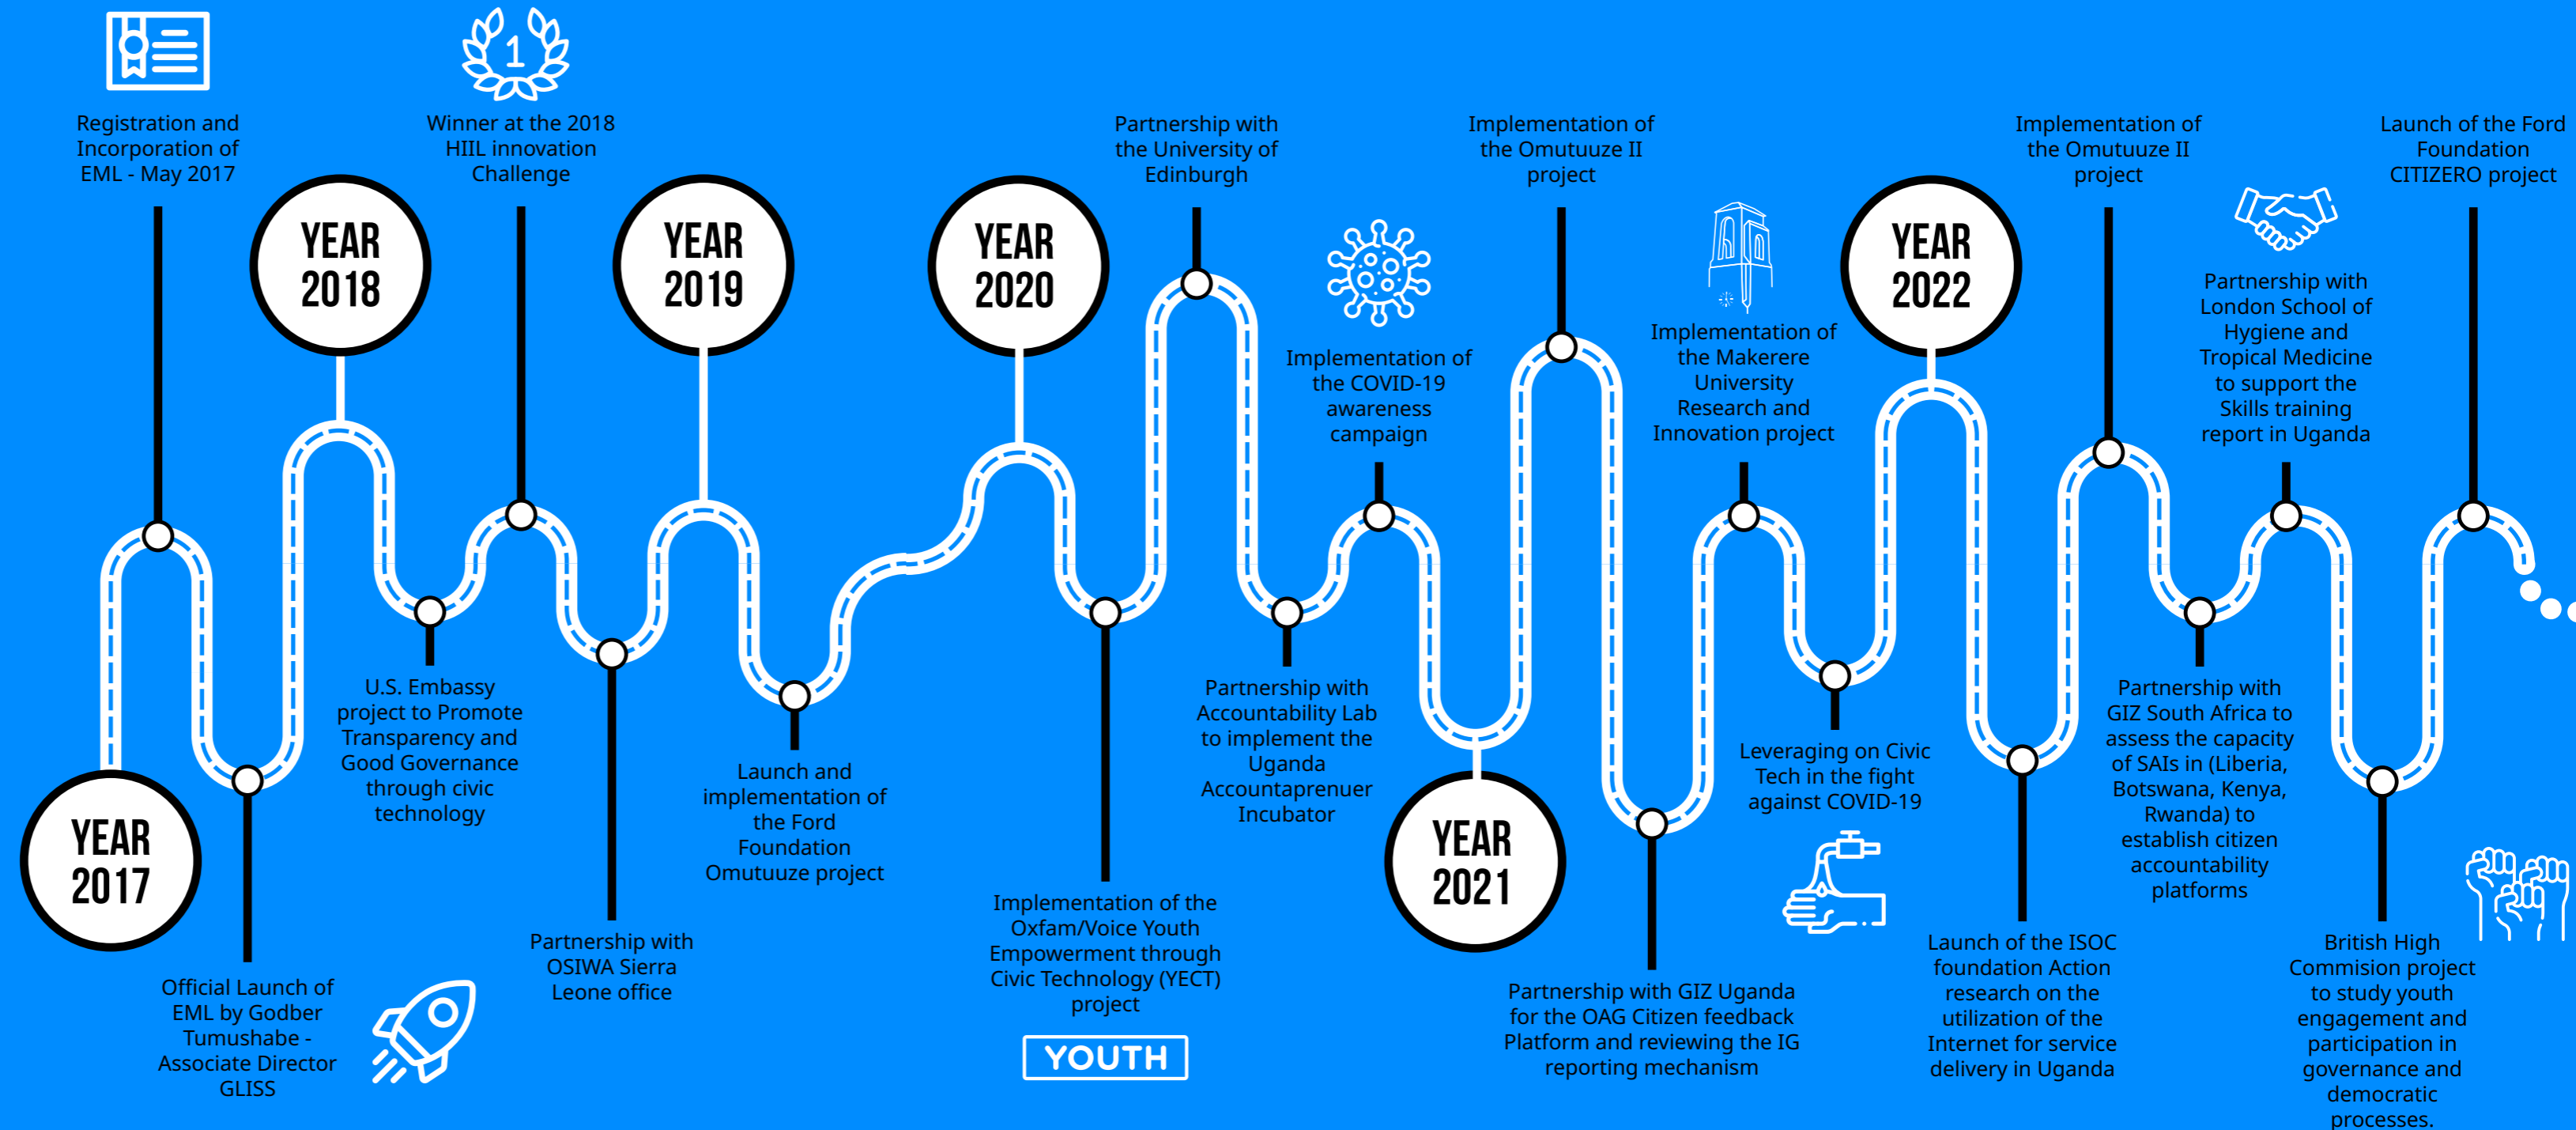 YEAR
2017
Registration and
Incorporation of
EML - May 2017
Official Launch of
EML by Godber
Tumushabe -
Associate Director
GLISS
YEAR
2018
U.S. Embassy
project to Promote
Transparency and
Good Governance
through civic
technology
1
Winner at the 2018
HIIL innovation
Challenge
Partnership with
OSIWA Sierra
Leone office
YEAR
2019
Launch and
implementation of
the Ford
Foundation
Omutuuze project
YEAR
2020
Implementation of the
Oxfam/Voice Youth
Empowerment through
Civic Technology (YECT)
project
YOUTH
Partnership with
the University of
Edinburgh
Partnership with
Accountability Lab
to implement the
Uganda
Accountaprenuer
Incubator
Implementation of
the COVID-19
awareness
campaign
YEAR
2021
Implementation of
the Omutuuze II
project
Partnership with GIZ Uganda
for the OAG Citizen feedback
Platform and reviewing the IG
reporting mechanism
Implementation of
the Makerere
University
Research and
Innovation project
Leveraging on Civic
Tech in the fight
against COVID-19
YEAR
2022
Launch of the ISOC
foundation Action
research on the
utilization of the
Internet for service
delivery in Uganda
Implementation of
the Omutuuze II
project
Partnership with
GIZ South Africa to
assess the capacity
of SAIs in (Liberia,
Botswana, Kenya,
Rwanda) to
establish citizen
accountability
platforms
Partnership with
London School of
Hygiene and
Tropical Medicine
to support the
Skills training
report in Uganda
British High
Commision project
to study youth
engagement and
participation in
governance and
democratic
processes.
Launch of the Ford
Foundation
CITIZERO project